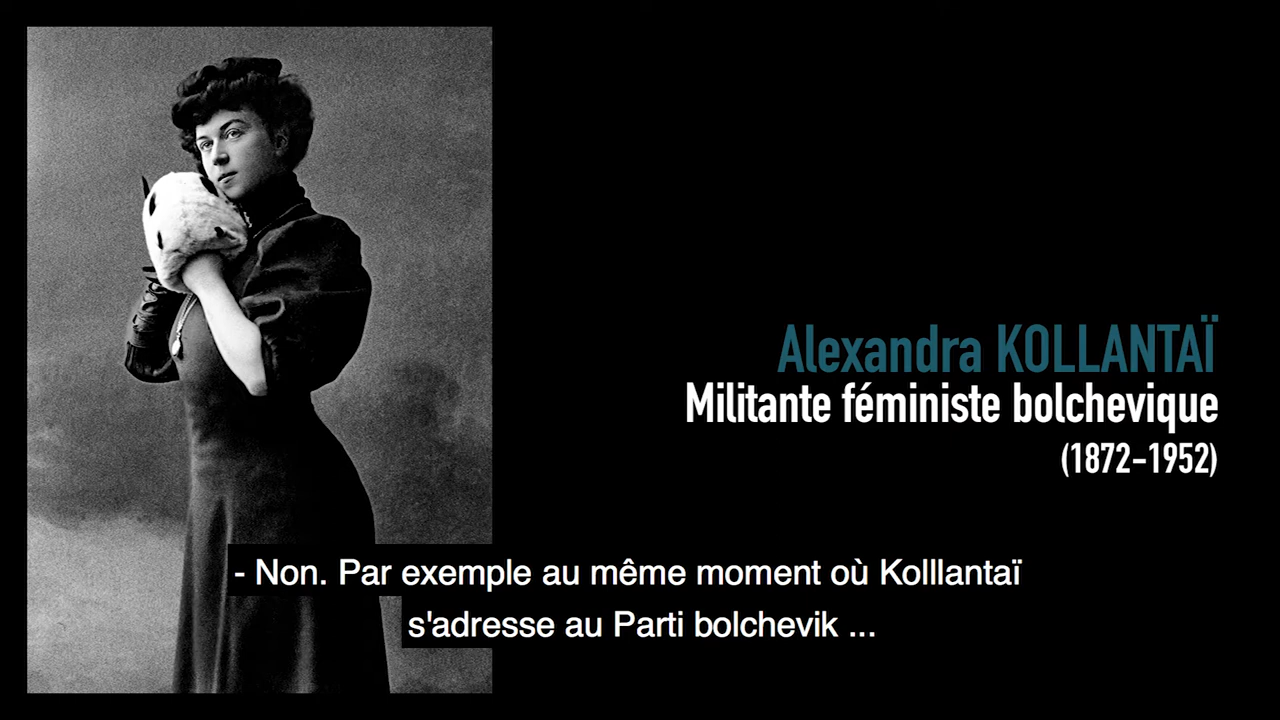 Alexandra KOLLANTAÏ
Militante féministe bolchevique
(1872-1952)
- Non. Par exemple au même moment où Kolllantaï
s'adresse au Parti bolchevik ...